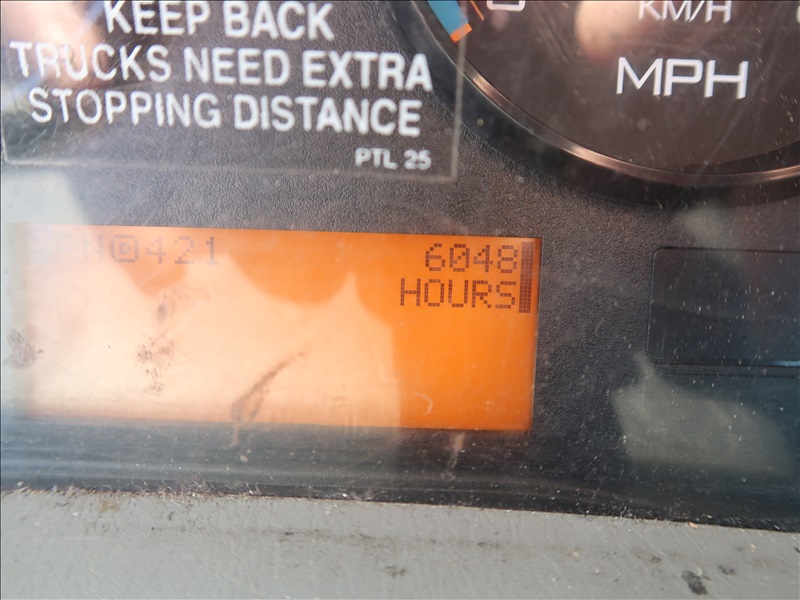 KEEP BACK
TRUCKS NEED EXTRA
STOPPING DISTANCE
PTL 25
KM/H
MPH
6048
HOURS